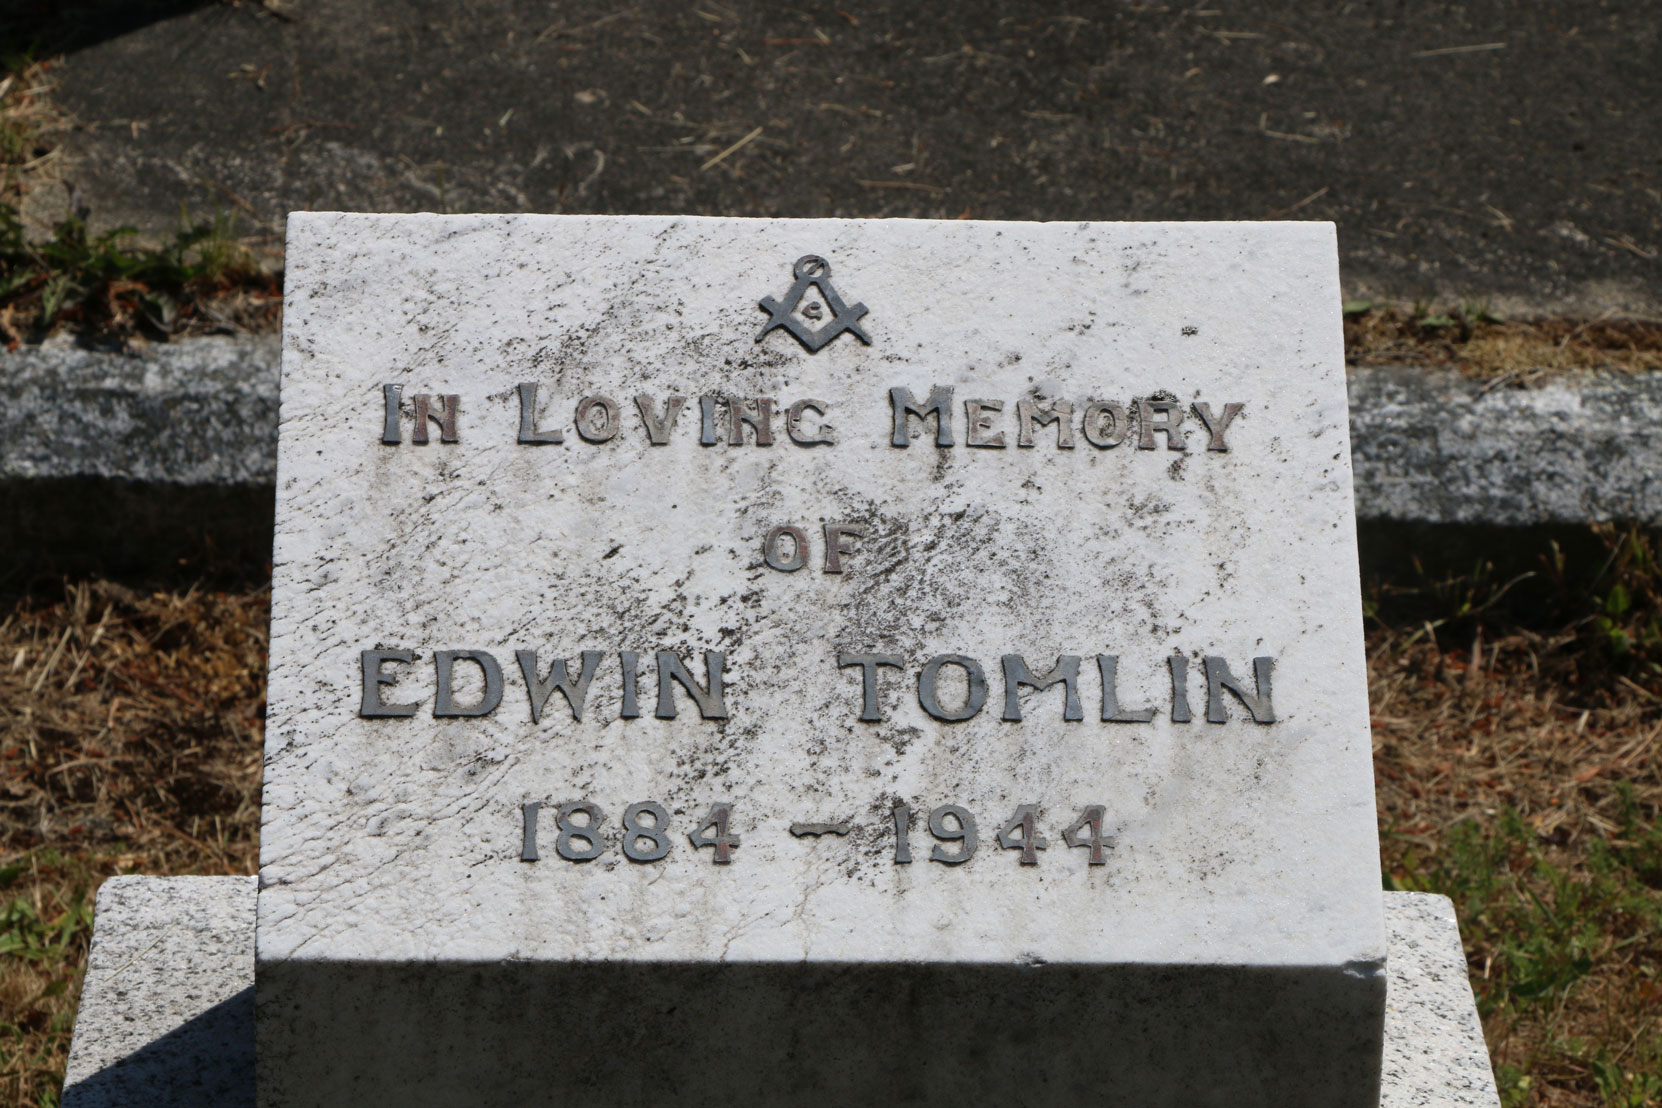 G
In Loving Memory
OF
EDWIN TOMLIN
1884 - 1944